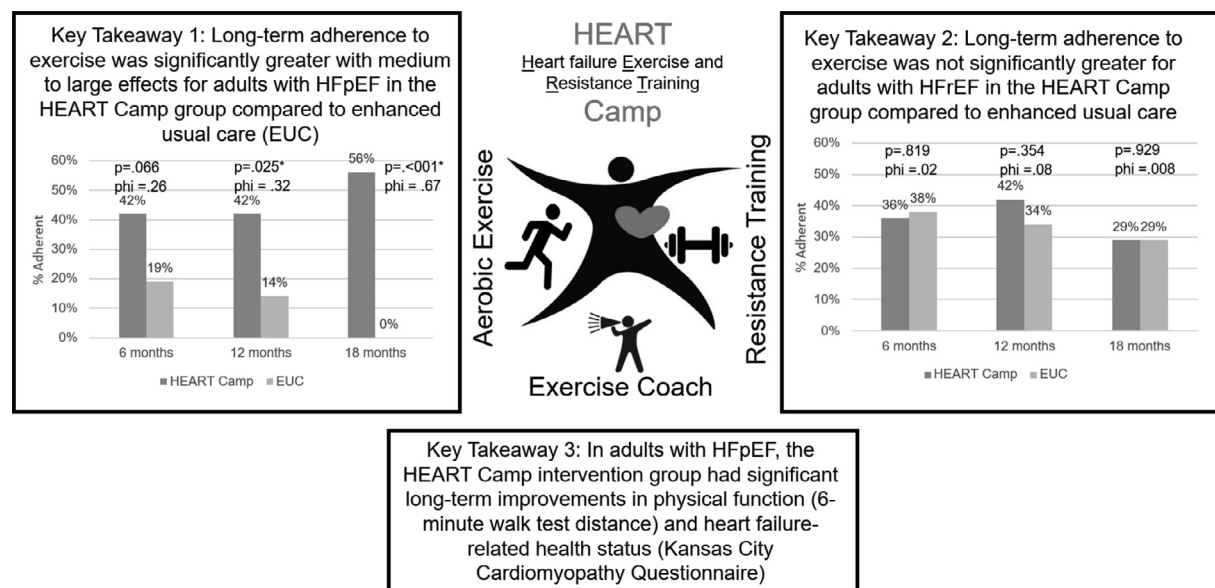 Key Takeaway 1: Long-term adherence to
exercise was significantly greater with medium
to large effects for adults with HFpEF in the
HEART Camp group compared to enhanced
usual care (EUC)
60%
50%
40%
30%
20%
10%
0%
% Adherent
p=.066
phi =.26
42%
19%
p=.025*
phi = .32
42%
14%
56%
p=.<001*
phi = .67
0%
6 months
12 months
18 months
HEART Camp
EUC
HEART
Heart failure Exercise and
Resistance Training
Camp
Aerobic Exercise
Resistance Training
Exercise Coach
Key Takeaway 2: Long-term adherence to
exercise was not significantly greater for
adults with HFrEF in the HEART Camp
group compared to enhanced usual care
60%
50%
40%
30%
20%
10%
0%
% Adherent
p=.819
phi =.02
36%
38%
p=.354
phi =.08
42%
34%
p=.929
phi =.008
29%
29%
6 months
12 months
18 months
HEART Camp
EUC
Key Takeaway 3: In adults with HFpEF, the
HEART Camp intervention group had significant
long-term improvements in physical function (6-
minute walk test distance) and heart failure-
related health status (Kansas City
Cardiomyopathy Questionnaire)